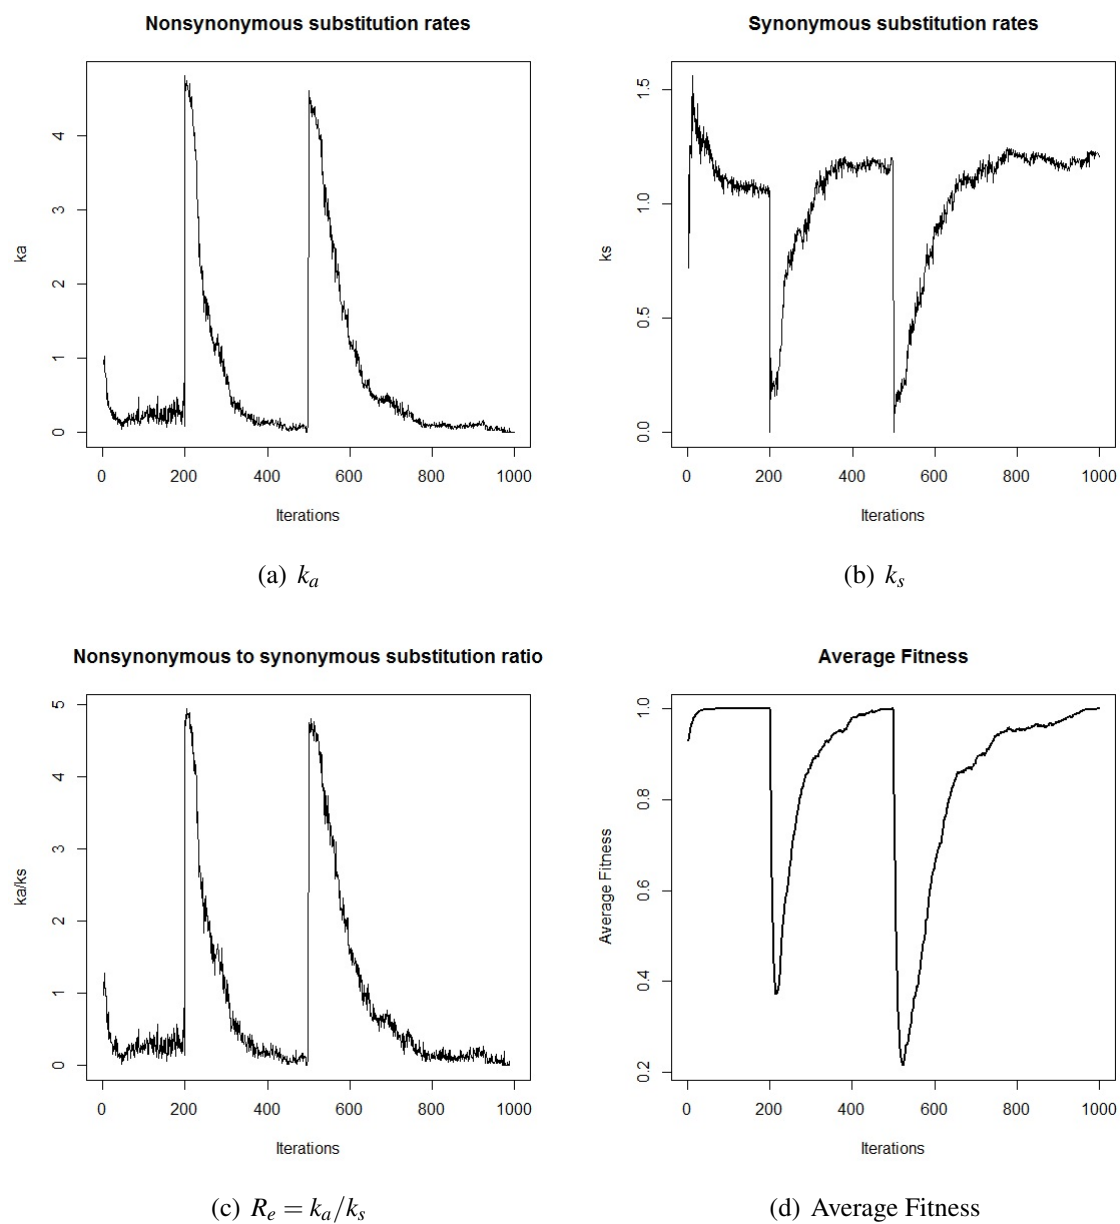 Nonsynonymous substitution rates
ka
4
3
2
1
0
0 200 400 600 800 1000
Iterations
(a) k_a
Synonymous substitution rates
ks
1.5
1.0
0.5
0.0
0 200 400 600 800 1000
Iterations
(b) k_s
Nonsynonymous to synonymous substitution ratio
ka/ks
5
4
3
2
1
0
0 200 400 600 800 1000
Iterations
(c) R_e = k_a/k_s
Average Fitness
Average Fitness
1.0
0.8
0.6
0.4
0.2
0 200 400 600 800 1000
Iterations
(d) Average Fitness